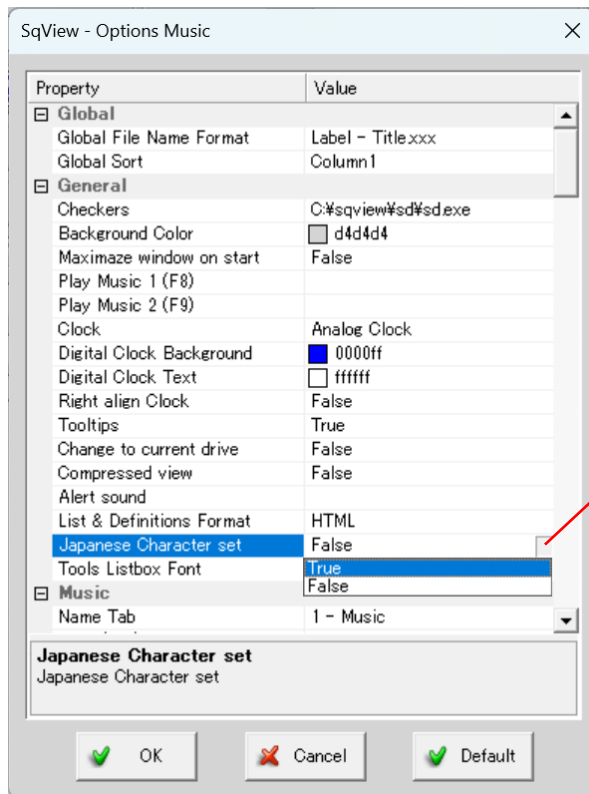 SqView - Options Music
Property Value
Global
Global File Name Format Label - Title.xxx
Global Sort Column1
General
Checkers C:¥sqview¥sd¥sd.exe
Background Color d4d4d4
Maximaze window on start False
Play Music 1 (F8)
Play Music 2 (F9)
Clock Analog Clock
Digital Clock Background 0000ff
Digital Clock Text ffffff
Right align Clock False
Tooltips True
Change to current drive False
Compressed view False
Alert sound
List & Definitions Format HTML
Japanese Character set False
Tools Listbox Font True
False
Music
Name Tab 1 - Music
Japanese Character set
Japanese Character set
OK Cancel Default